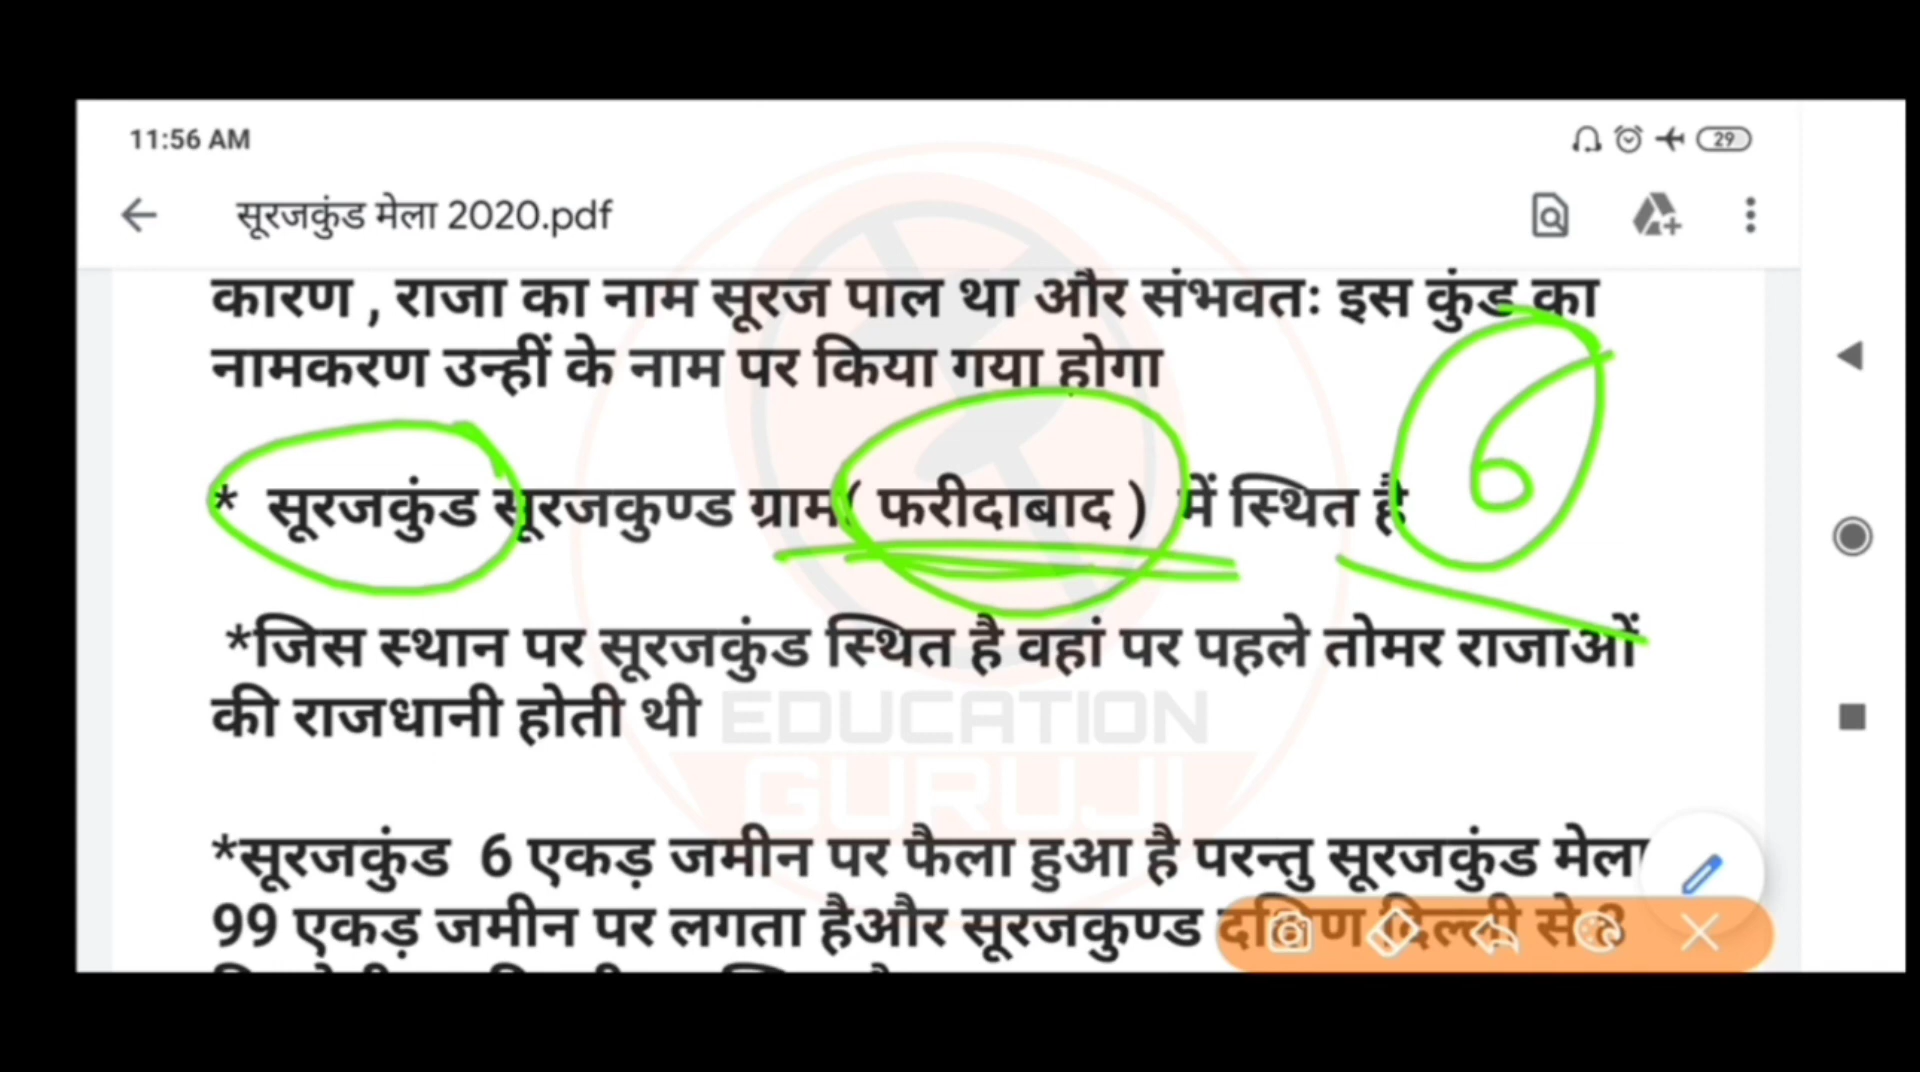 11:56 AM
29
सूरजकुंड मेला 2020.pdf
कारण , राजा का नाम सूरज पाल था और संभवतः इस कुंड का
नामकरण उन्हीं के नाम पर किया गया होगा
6
* सूरजकुंड सूरजकुण्ड ग्राम( फरीदाबाद ) में स्थित है
*जिस स्थान पर सूरजकुंड स्थित है वहां पर पहले तोमर राजाओं
की राजधानी होती थी
EDUCATION
GURUJI
*सूरजकुंड 6 एकड़ जमीन पर फैला हुआ है परन्तु सूरजकुंड मेला
99 एकड़ जमीन पर लगता हैऔर सूरजकुण्ड दक्षिण दिल्ली से 8